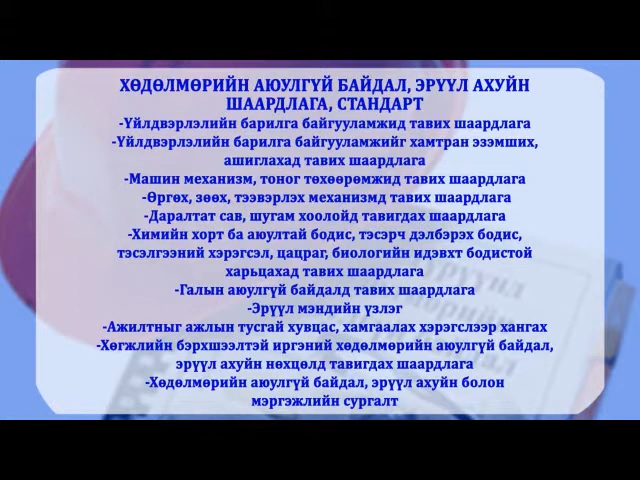 ХӨДӨЛМӨРИЙН АЮУЛГҮЙ БАЙДАЛ, ЭРҮҮЛ АХУЙН
ШААРДЛАГА, СТАНДАРТ
-Үйлдвэрлэлийн барилга байгууламжид тавих шаардлага
-Үйлдвэрлэлийн барилга байгууламжийг хамтран эзэмших,
ашиглахад тавих шаардлага
-Машин механизм, тоног төхөөрөмжид тавих шаардлага
-Өргөх, зөөх, тээвэрлэх механизмд тавих шаардлага
-Даралтат сав, шугам хоолойд тавигдах шаардлага
-Химийн хорт ба аюултай бодис, тэсэрч дэлбэрэх бодис,
тэсэлгээний хэрэгсэл, цацраг, биологийн идэвхт бодистой
харьцахад тавих шаардлага
-Галын аюулгүй байдалд тавих шаардлага
-Эрүүл мэндийн үзлэг
-Ажилтныг ажлын тусгай хувцас, хамгаалах хэрэгслээр хангах
-Хөгжлийн бэрхшээлтэй иргэний хөдөлмөрийн аюулгүй байдал,
эрүүл ахуйн нөхцөлд тавигдах шаардлага
-Хөдөлмөрийн аюулгүй байдал, эрүүл ахуйн болон
мэргэжлийн сургалт